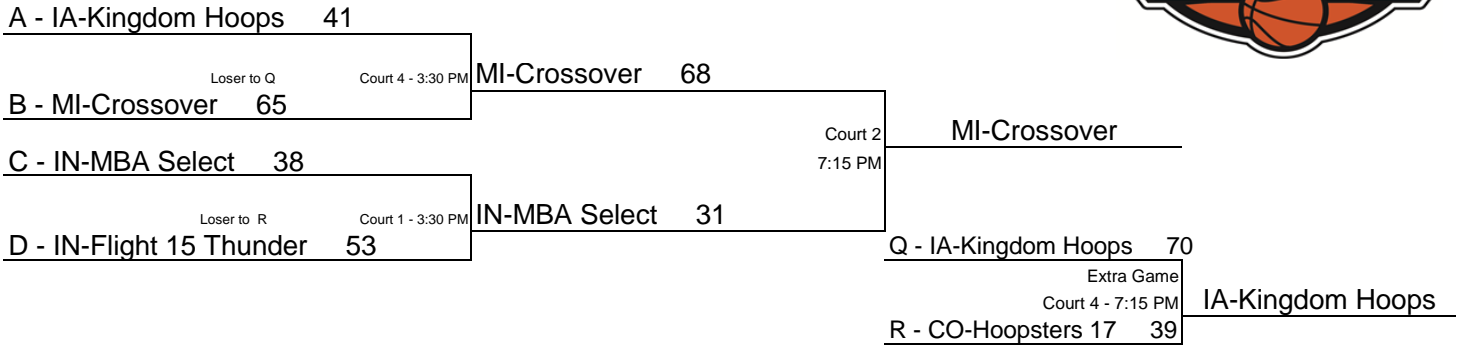 A - IA-Kingdom Hoops 41
Loser to Q Court 4 - 3:30 PM MI-Crossover 68
B - MI-Crossover 65
Court 2 MI-Crossover
C - IN-MBA Select 38 7:15 PM
Loser to R Court 1 - 3:30 PM IN-MBA Select 31
D - IN-Flight 15 Thunder 53 Q - IA-Kingdom Hoops 70
Extra Game
Court 4 - 7:15 PM IA-Kingdom Hoops
R - CO-Hoopsters 17 39